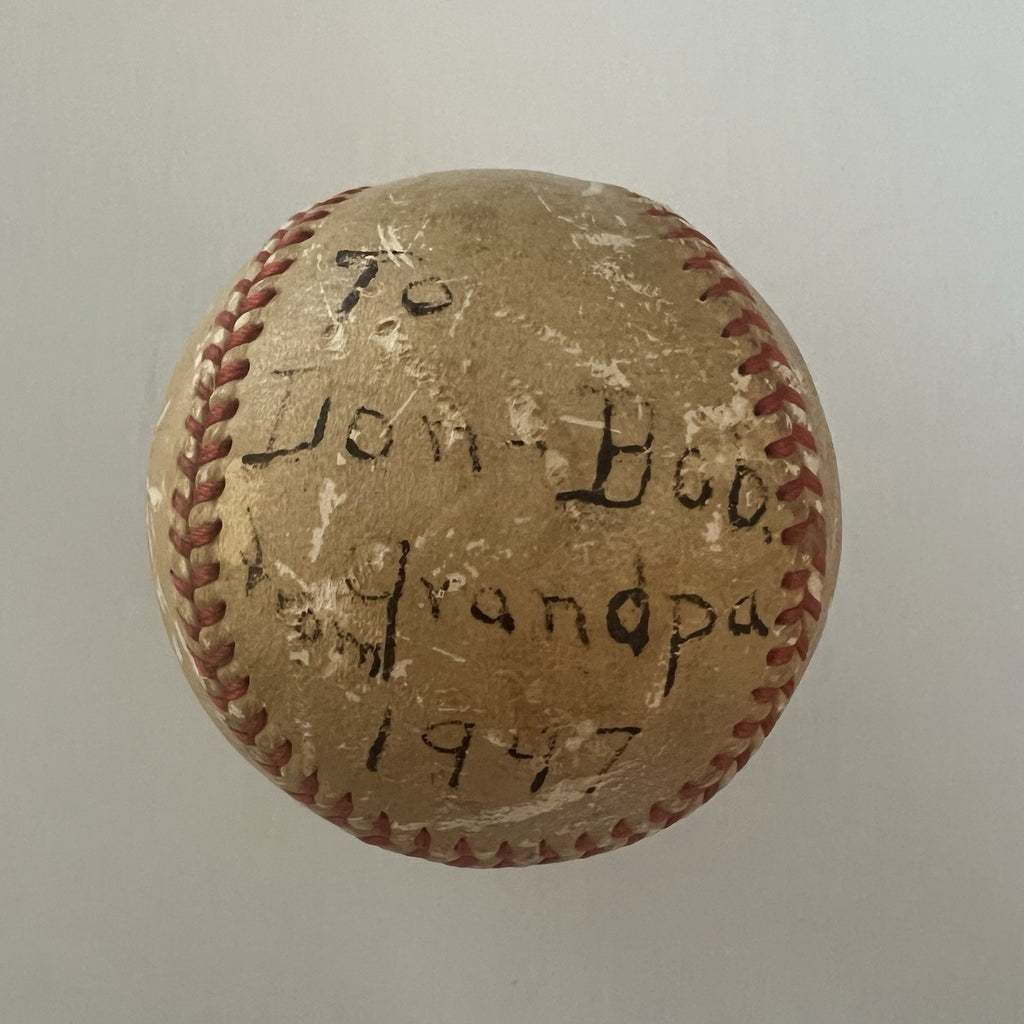 To
Don - Bob,
From Grandpa
1947